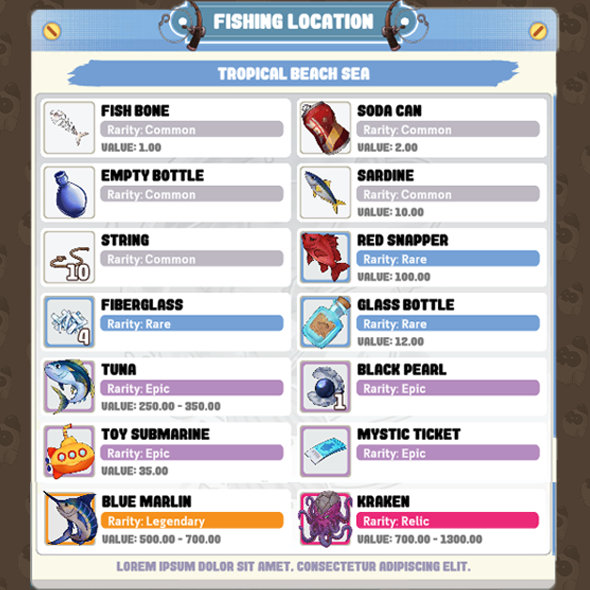 FISHING LOCATION
TROPICAL BEACH SEA
FISH BONE
Rarity: Common
VALUE: 1.00
SODA CAN
Rarity: Common
VALUE: 2.00
EMPTY BOTTLE
Rarity: Common
SARDINE
Rarity: Common
VALUE: 10.00
STRING
Rarity: Common
10
RED SNAPPER
Rarity: Rare
VALUE: 100.00
FIBERGLASS
Rarity: Rare
9
GLASS BOTTLE
Rarity: Rare
VALUE: 12.00
TUNA
Rarity: Epic
VALUE: 250.00 - 350.00
BLACK PEARL
Rarity: Epic
1
TOY SUBMARINE
Rarity: Epic
VALUE: 35.00
MYSTIC TICKET
Rarity: Epic
BLUE MARLIN
Rarity: Legendary
VALUE: 500.00 - 700.00
KRAKEN
Rarity: Relic
VALUE: 700.00 - 1300.00
LOREM IPSUM DOLOR SIT AMET, CONSECTETUR ADIPISCING ELIT.